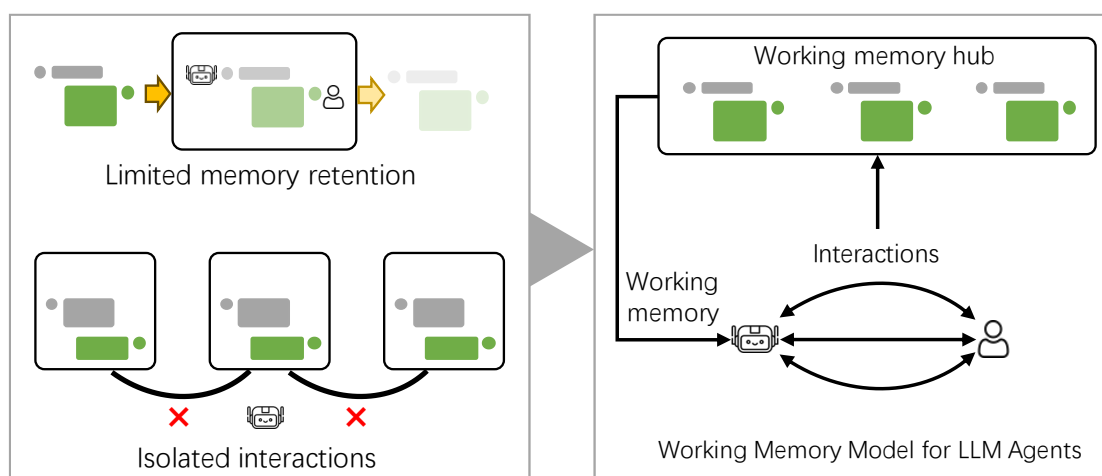 Limited memory retention
Isolated interactions
Working memory hub
Interactions
Working
memory
Working Memory Model for LLM Agents